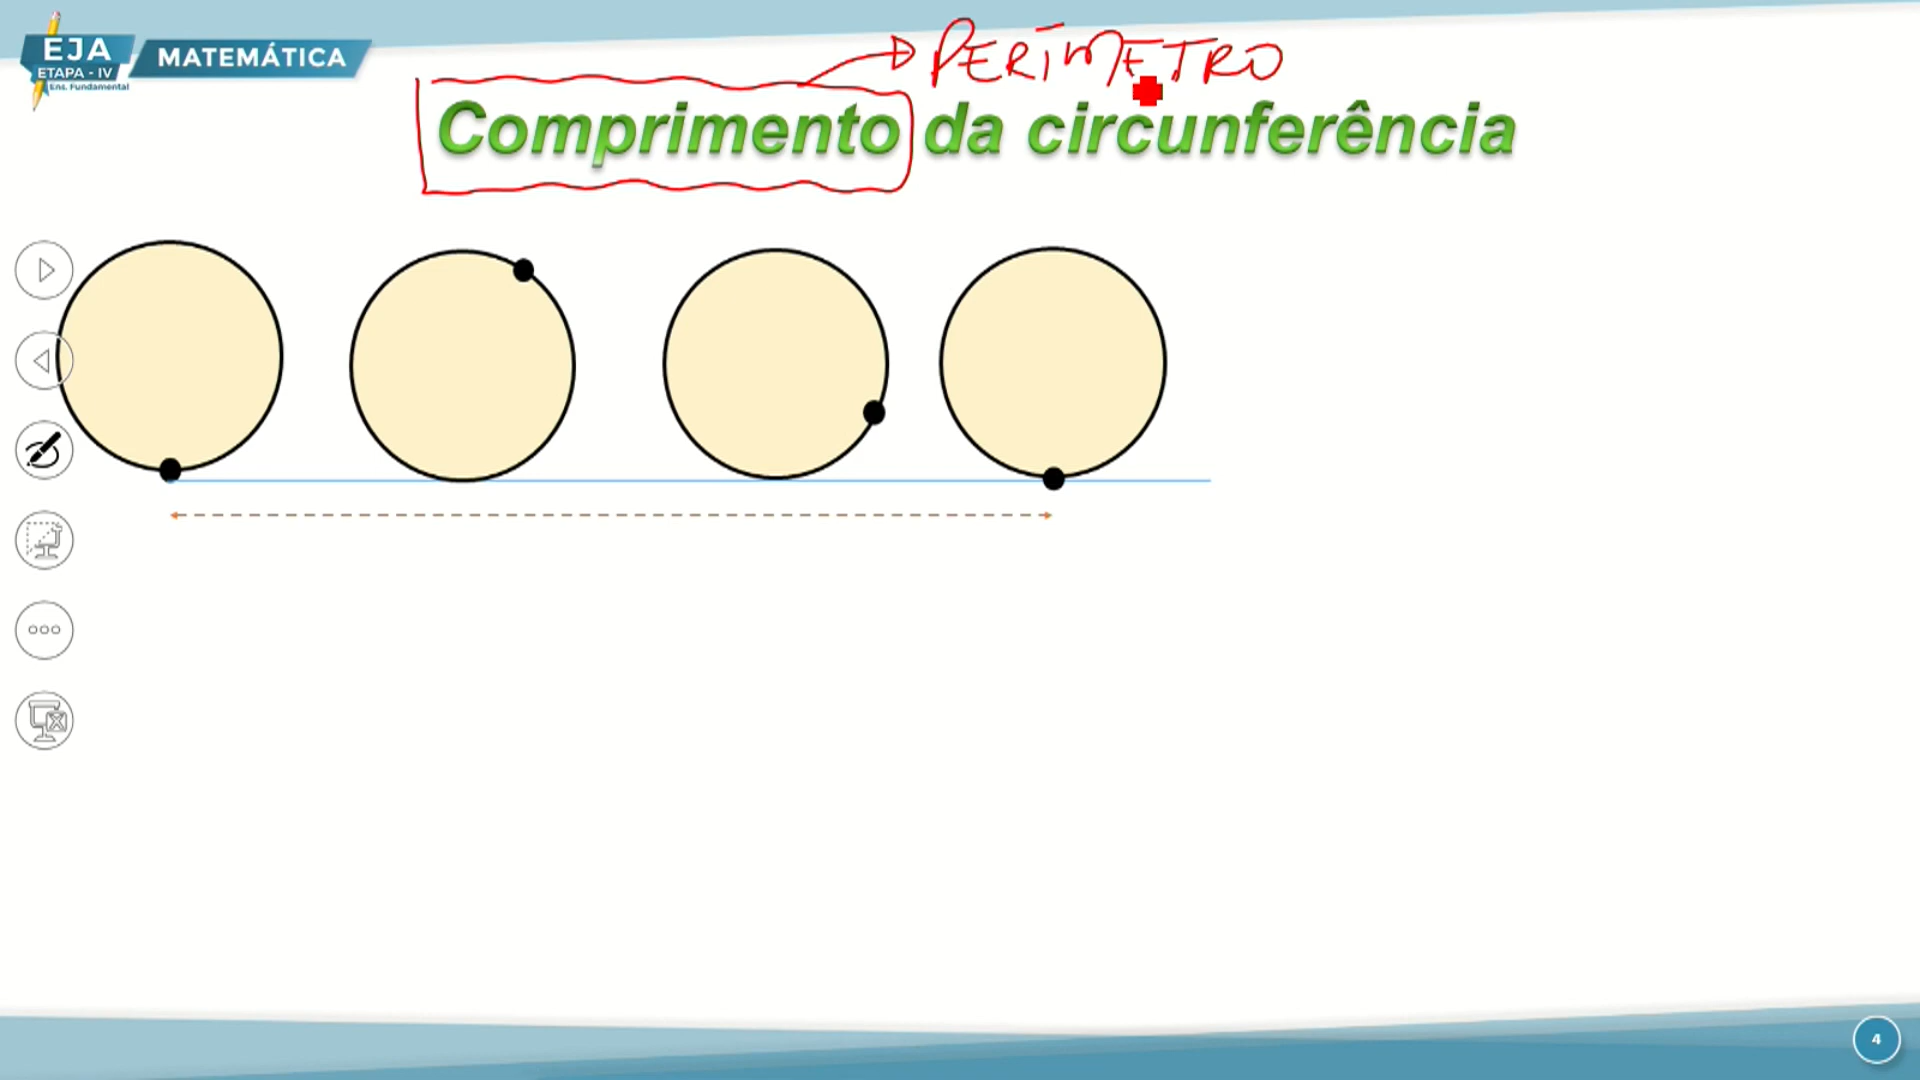 EJA
ETAPA - IV
Ens. Fundamental
MATEMÁTICA
PERÍMETRO
Comprimento da circunferência
4